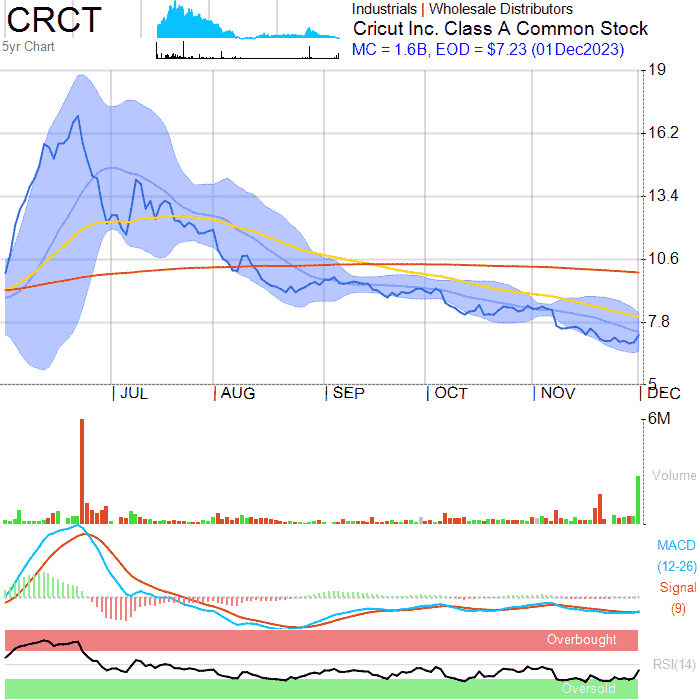 CRCT
5yr Chart
Industrials | Wholesale Distributors
Cricut Inc. Class A Common Stock
MC = 1.6B, EOD = $7.23 (01Dec2023)
19
16.2
13.4
10.6
7.8
5
JUL AUG SEP OCT NOV DEC
6M
Volume
MACD
(12-26)
Signal
(9)
Overbought
RSI(14)
Oversold